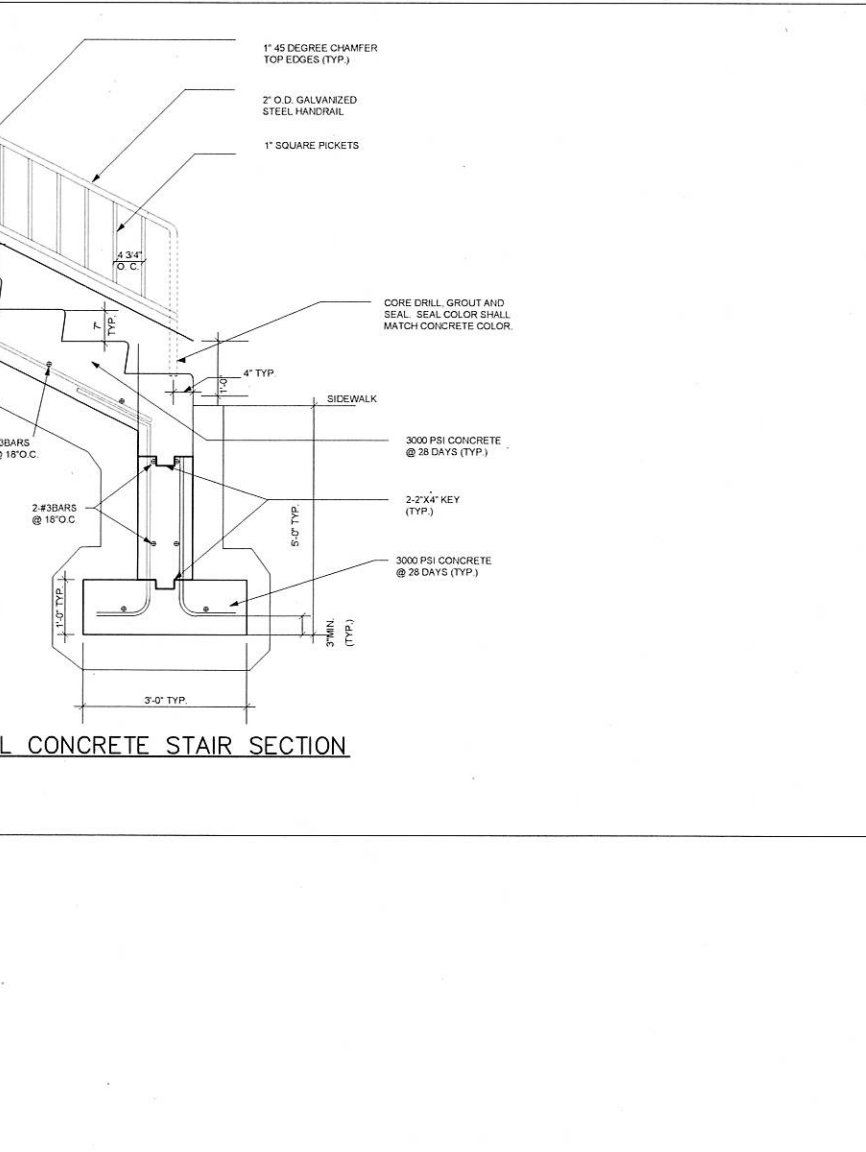 1" 45 DEGREE CHAMFER
TOP EDGES (TYP.)
2" O.D. GALVANIZED
STEEL HANDRAIL
1" SQUARE PICKETS
4 3/4"
O. C.
CORE DRILL, GROUT AND
SEAL. SEAL COLOR SHALL
MATCH CONCRETE COLOR.
7"
TYP.
4" TYP.
1'-0"
SIDEWALK
3BARS
@ 18"O.C.
3000 PSI CONCRETE
@ 28 DAYS (TYP.)
2-#3BARS
@ 18"O.C
2-2"X4" KEY
(TYP.)
5'-0" TYP.
3000 PSI CONCRETE
@ 28 DAYS (TYP.)
1'-0" TYP.
3"MIN.
(TYP.)
3'-0" TYP.
L CONCRETE STAIR SECTION